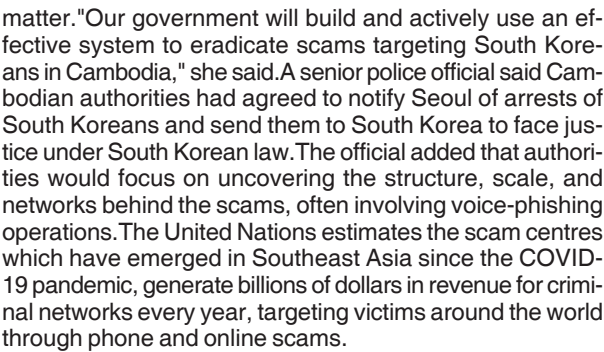 matter."Our government will build and actively use an ef-
fective system to eradicate scams targeting South Kore-
ans in Cambodia," she said.A senior police official said Cam-
bodian authorities had agreed to notify Seoul of arrests of
South Koreans and send them to South Korea to face jus-
tice under South Korean law.The official added that authori-
ties would focus on uncovering the structure, scale, and
networks behind the scams, often involving voice-phishing
operations.The United Nations estimates the scam centres
which have emerged in Southeast Asia since the COVID-
19 pandemic, generate billions of dollars in revenue for crimi-
nal networks every year, targeting victims around the world
through phone and online scams.